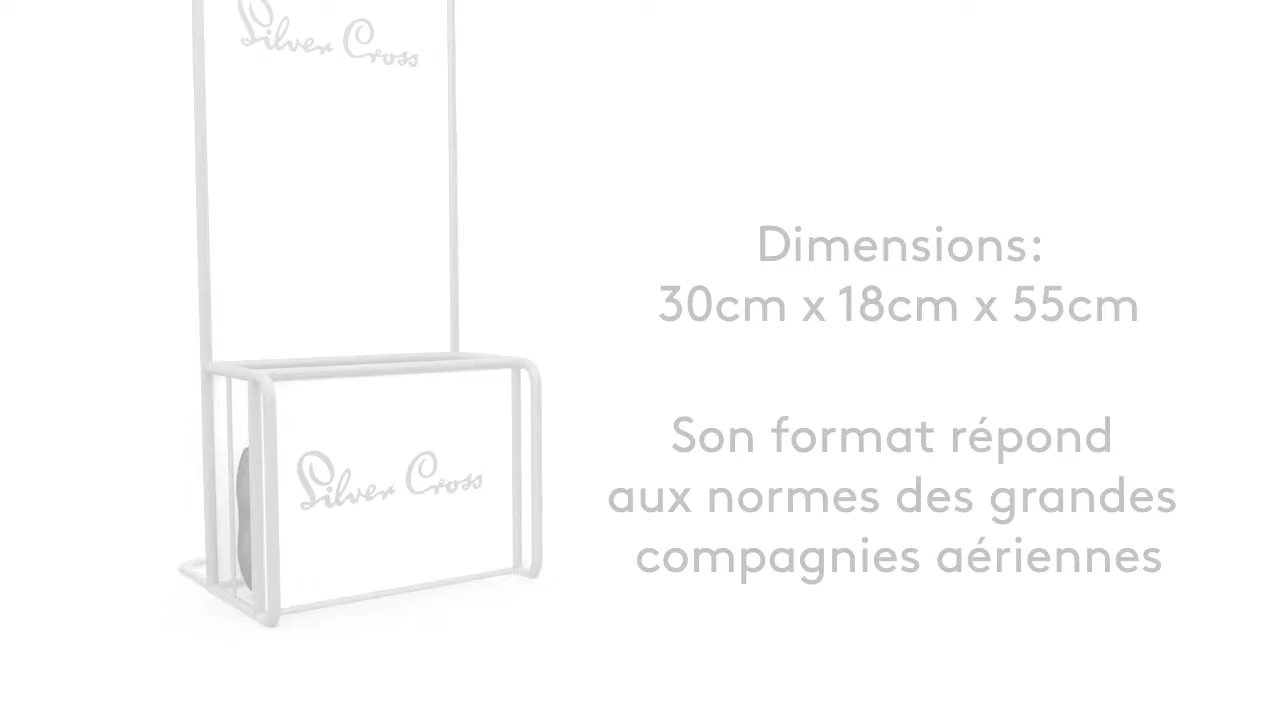 Silver Cross
Dimensions:
30cm x 18cm x 55cm
Son format répond
aux normes des grandes
compagnies aériennes
Silver Cross